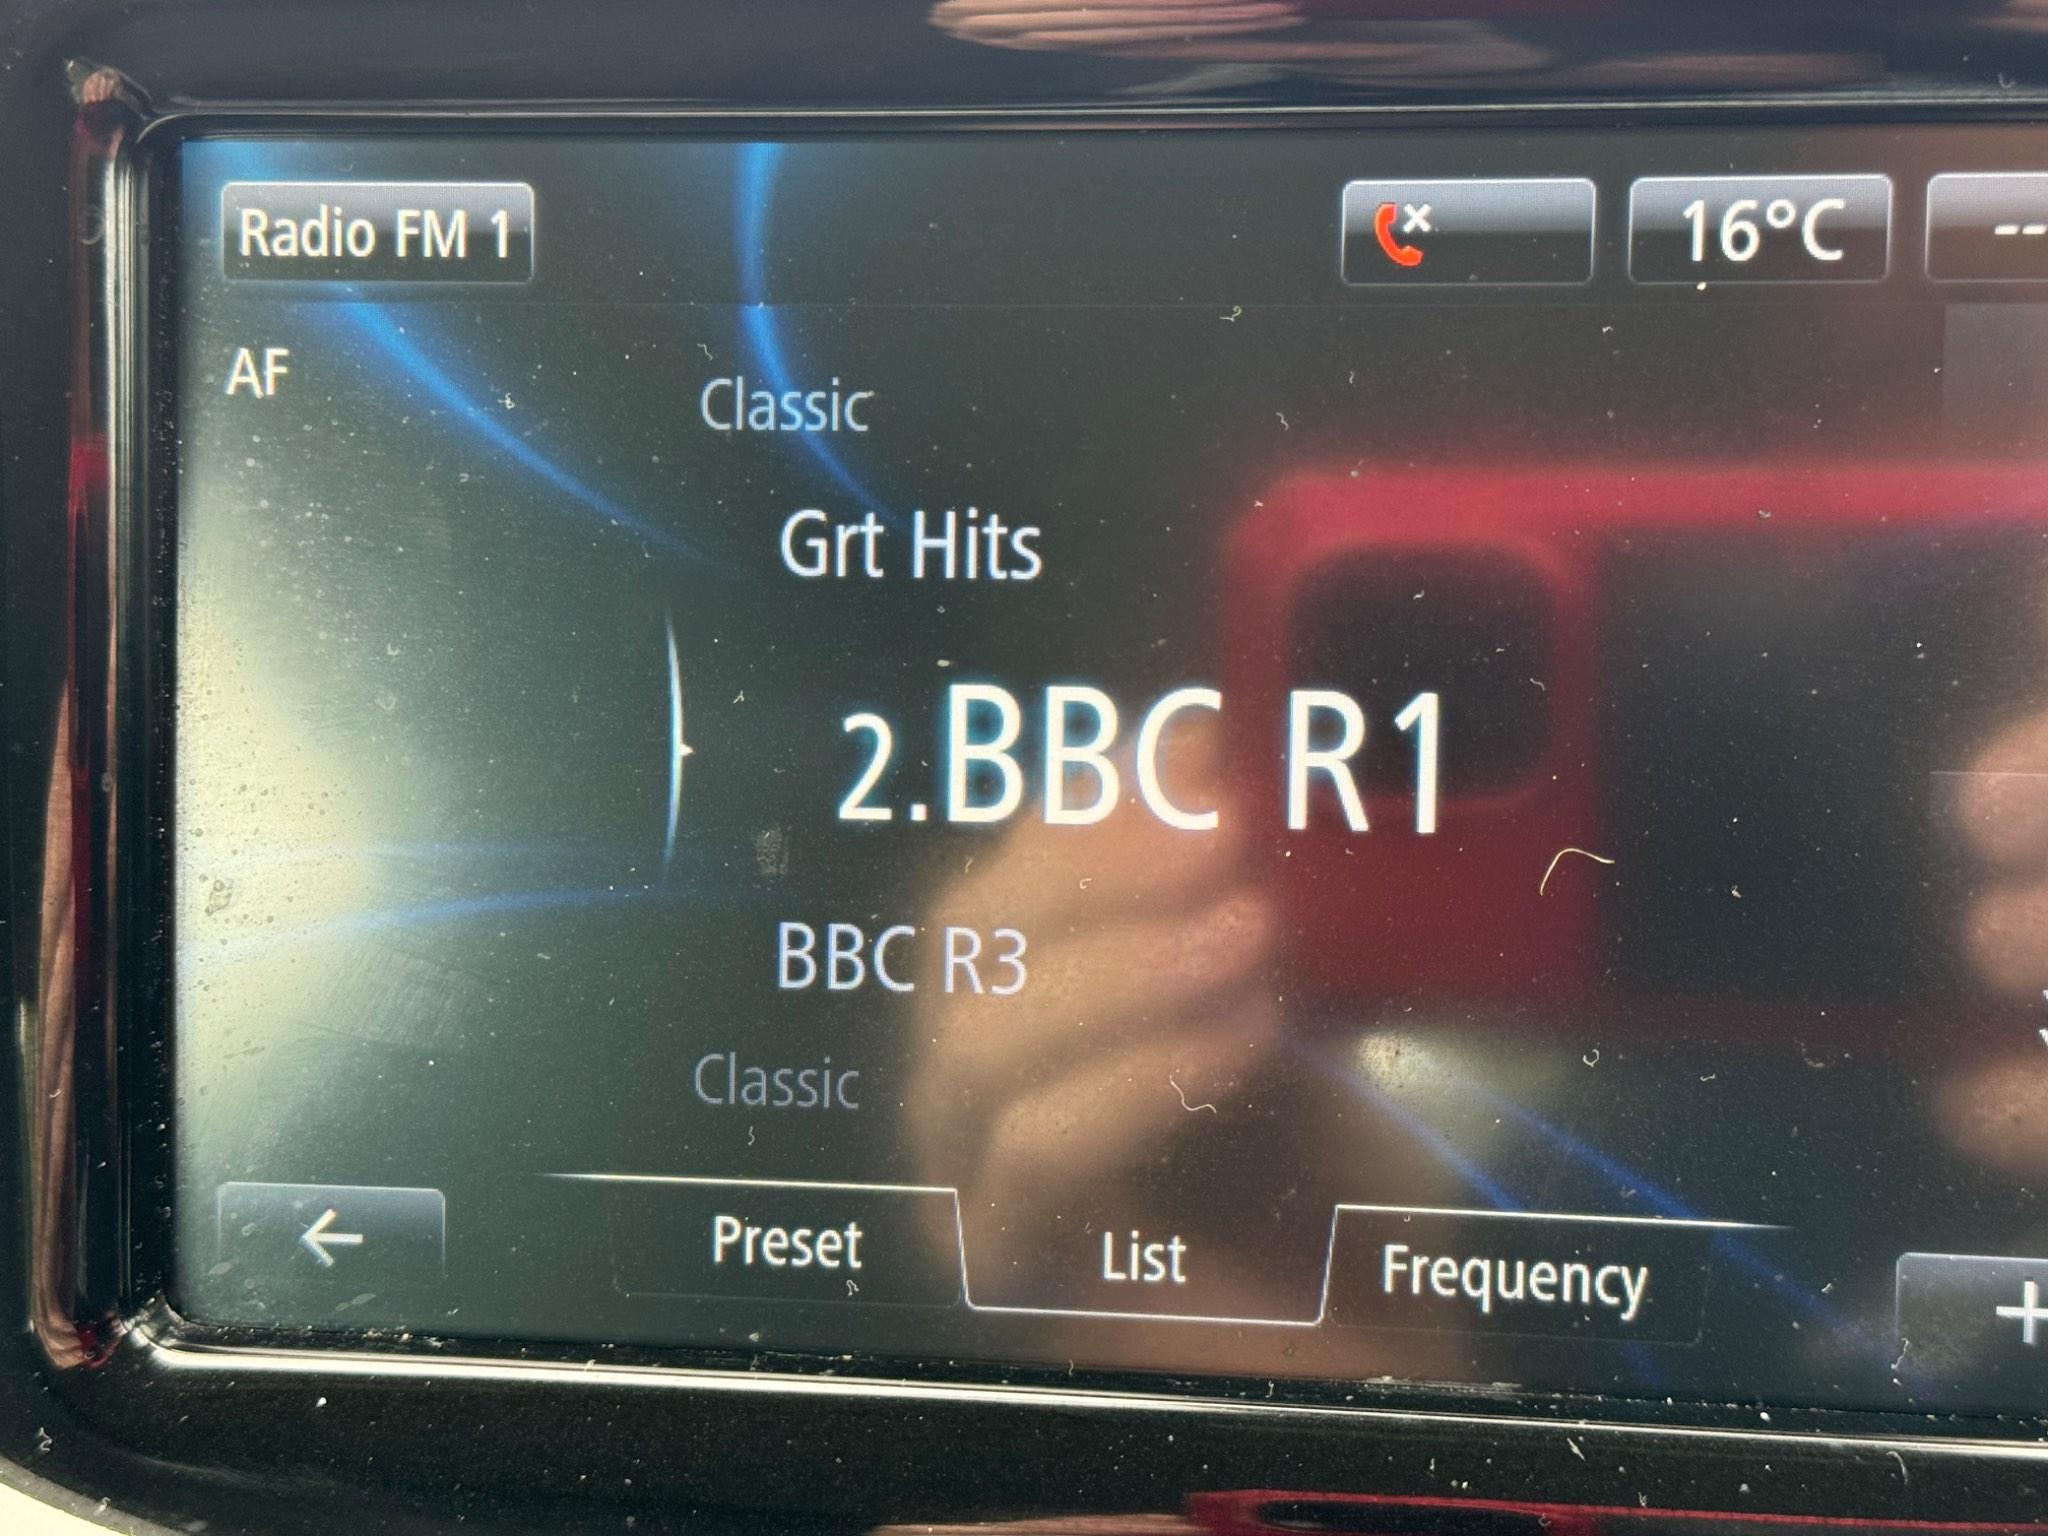 Radio FM 1
16°C
--
AF
Classic
Grt Hits
2.BBC R1
BBC R3
Classic
←
Preset
List
Frequency
+